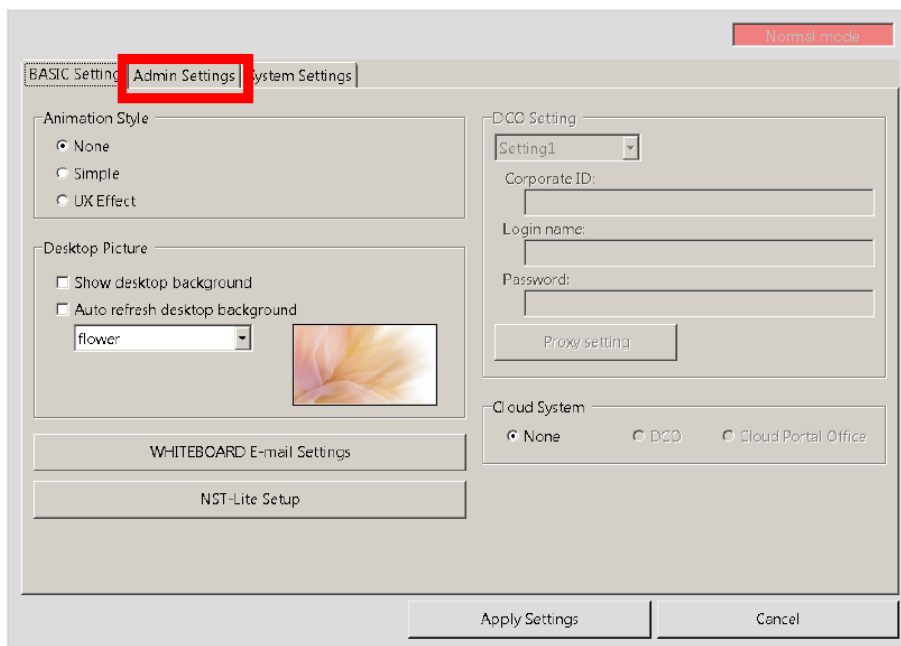 Normal mode
BASIC Setting Admin Settings System Settings
Animation Style
None
Simple
UX Effect
Desktop Picture
Show desktop background
Auto refresh desktop background
flower
WHITEBOARD E-mail Settings
NST-Lite Setup
DCO Setting
Setting1
Corporate ID:
Login name:
Password:
Proxy setting
Cloud System
None DCO Cloud Portal Office
Apply Settings Cancel